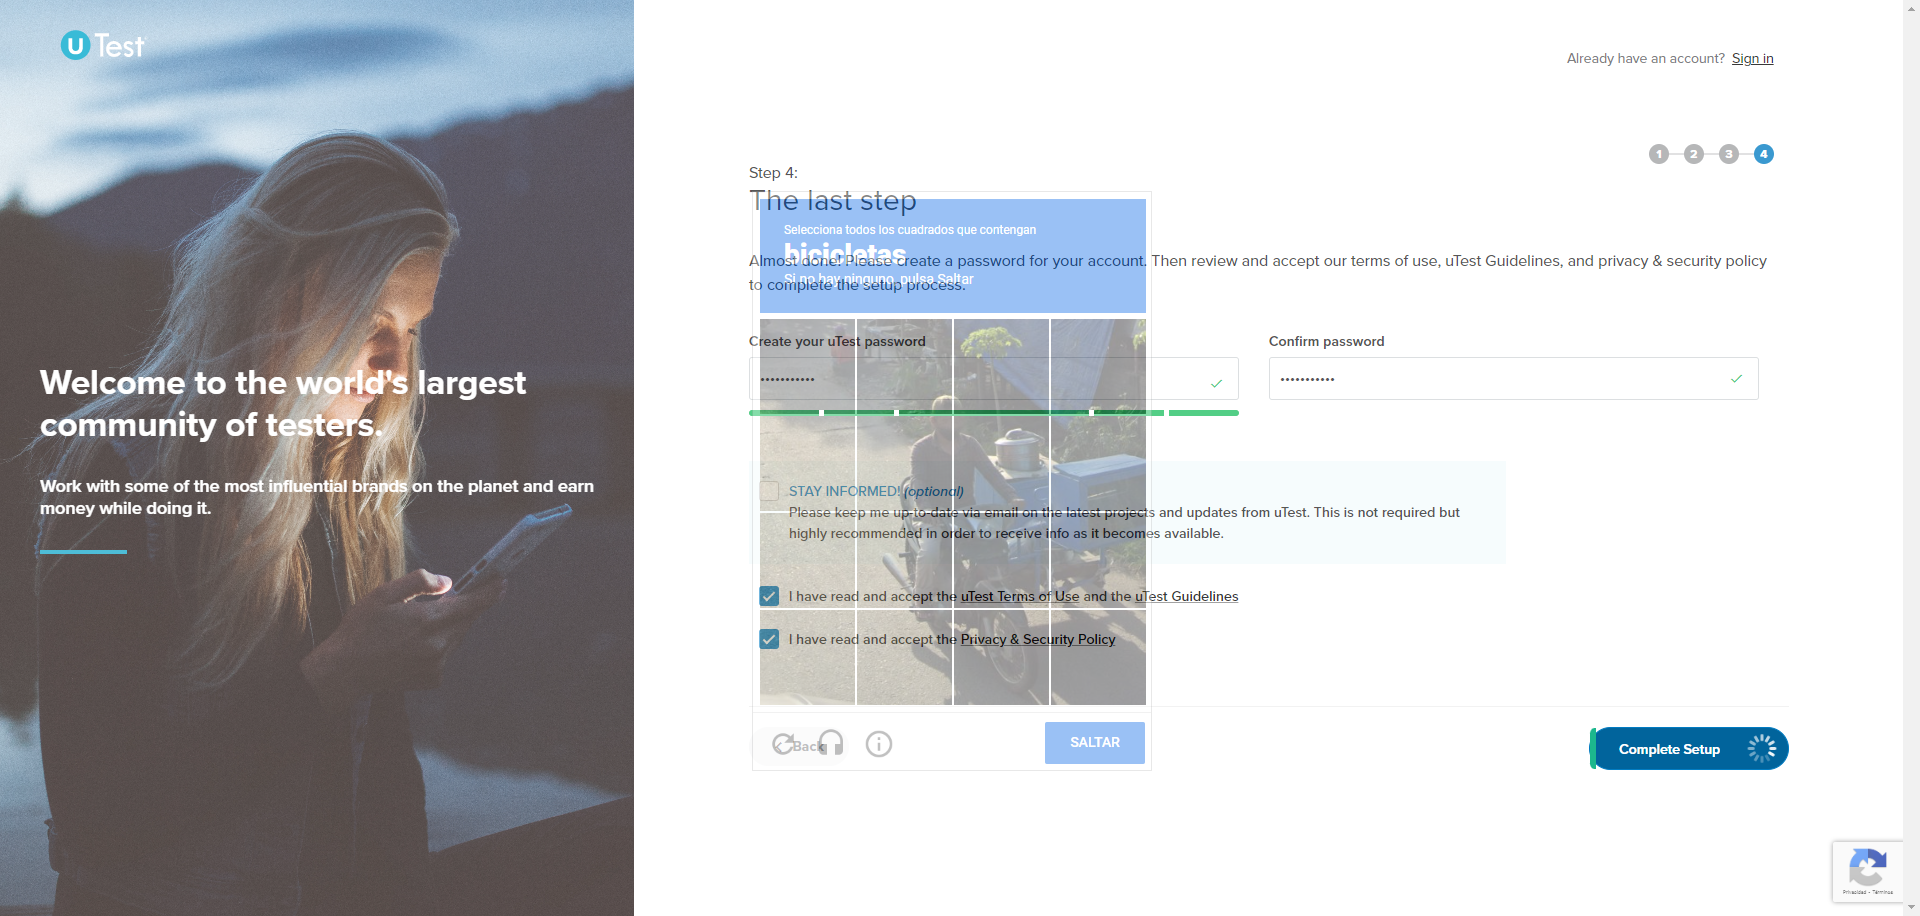 U Test
Already have an account? Sign in
1 2 3 4
Step 4:
The last step
Selecciona todos los cuadrados que contengan
bicicletas
Si no hay ninguno, pulsa Saltar
Almost done! Please create a password for your account. Then review and accept our terms of use, uTest Guidelines, and privacy & security policy
to complete the setup process.
Create your uTest password
Confirm password
Welcome to the world's largest
community of testers.
Work with some of the most influential brands on the planet and earn
money while doing it.
STAY INFORMED! (optional)
Please keep me up-to-date via email on the latest projects and updates from uTest. This is not required but
highly recommended in order to receive info as it becomes available.
I have read and accept the uTest Terms of Use and the uTest Guidelines
I have read and accept the Privacy & Security Policy
Back
SALTAR
Complete Setup
Privacidad - Términos